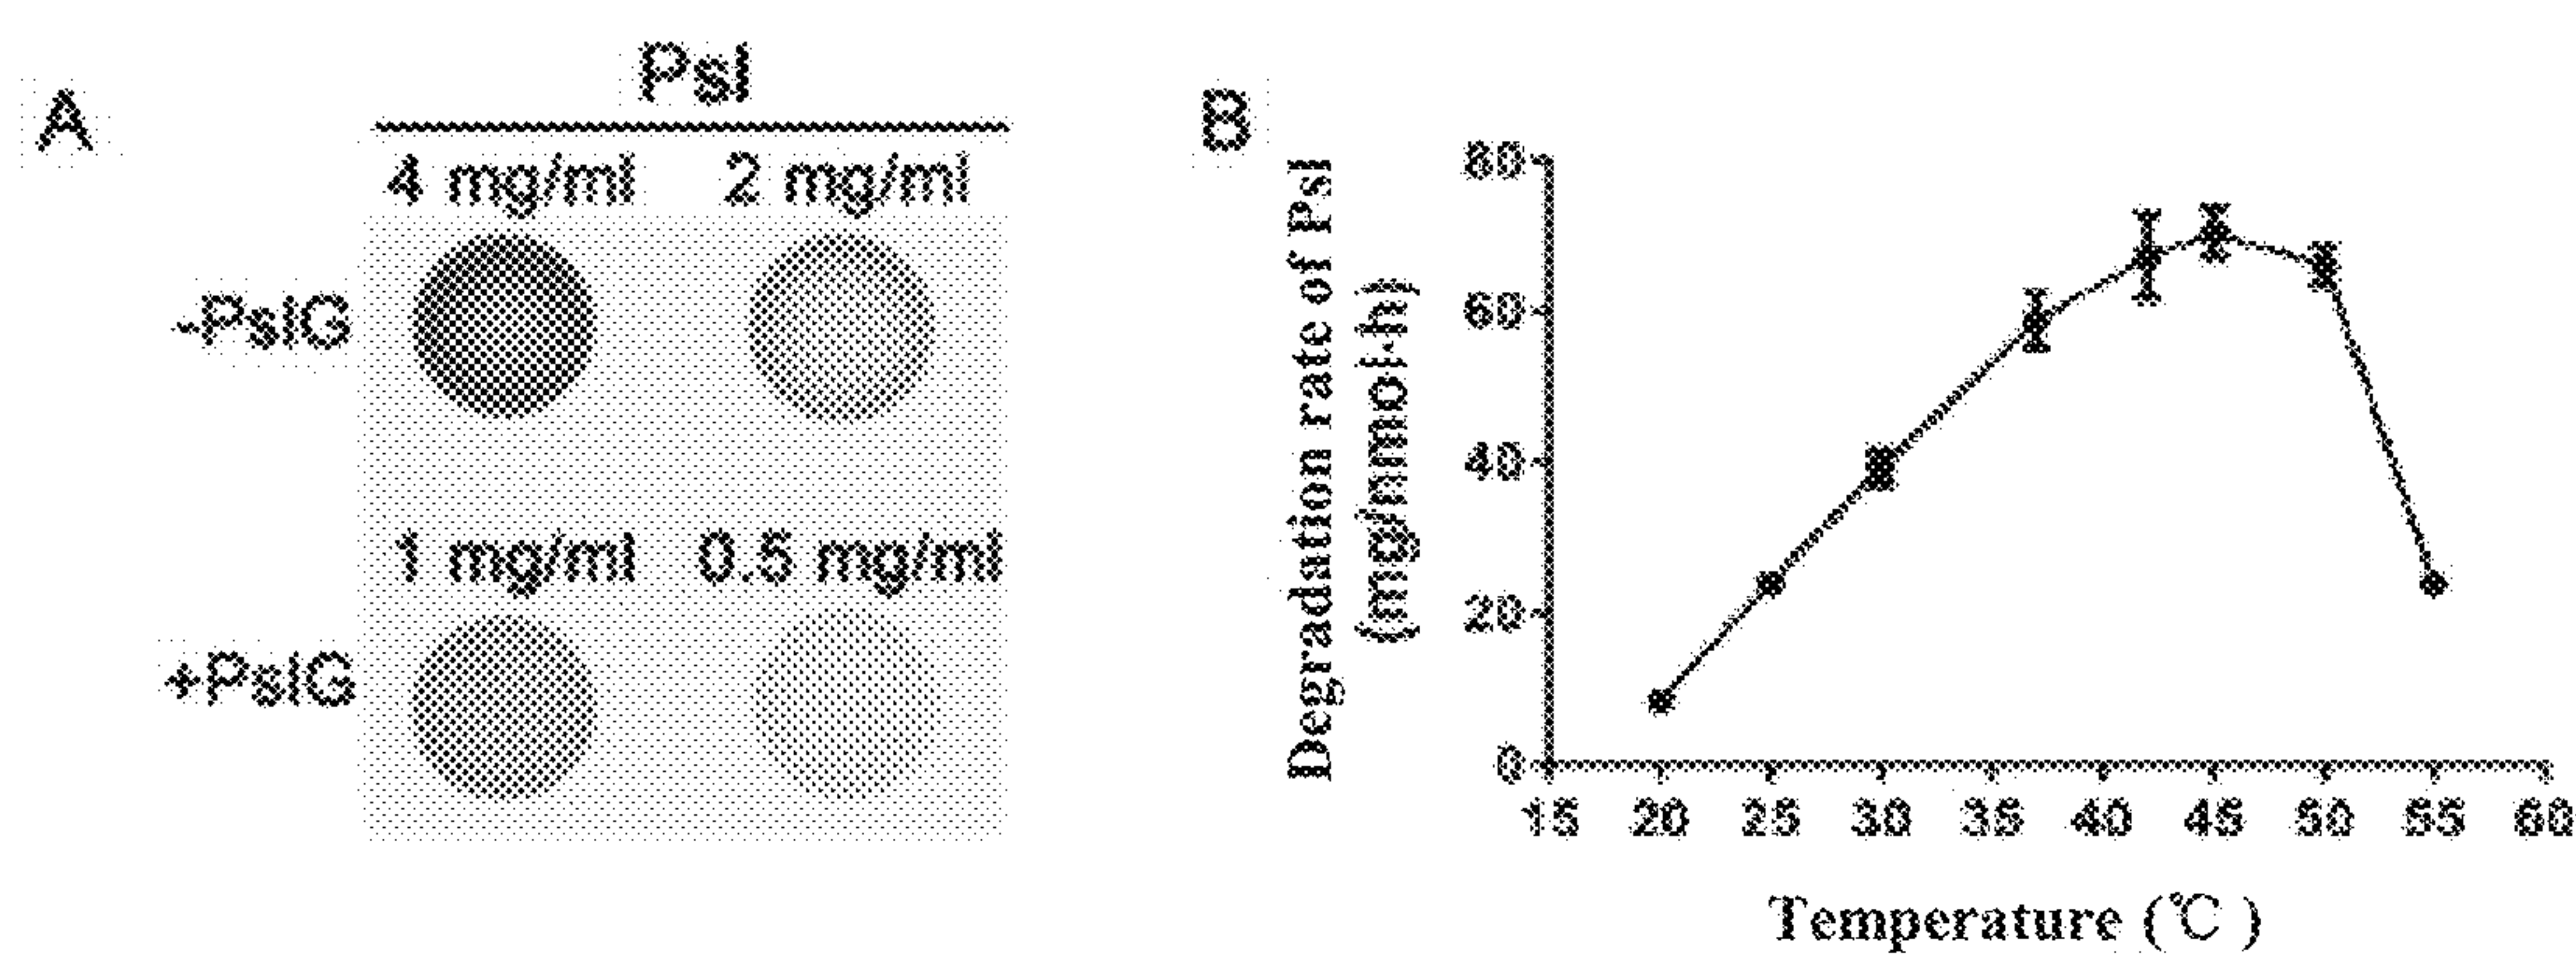 A
Psl
4 mg/ml 2 mg/ml
-PslG
1 mg/ml 0.5 mg/ml
+PslG
B
Degradation rate of Psl
(mg/nmol·h)
80
60
40
20
0
15 20 25 30 35 40 45 50 55 60
Temperature (℃)